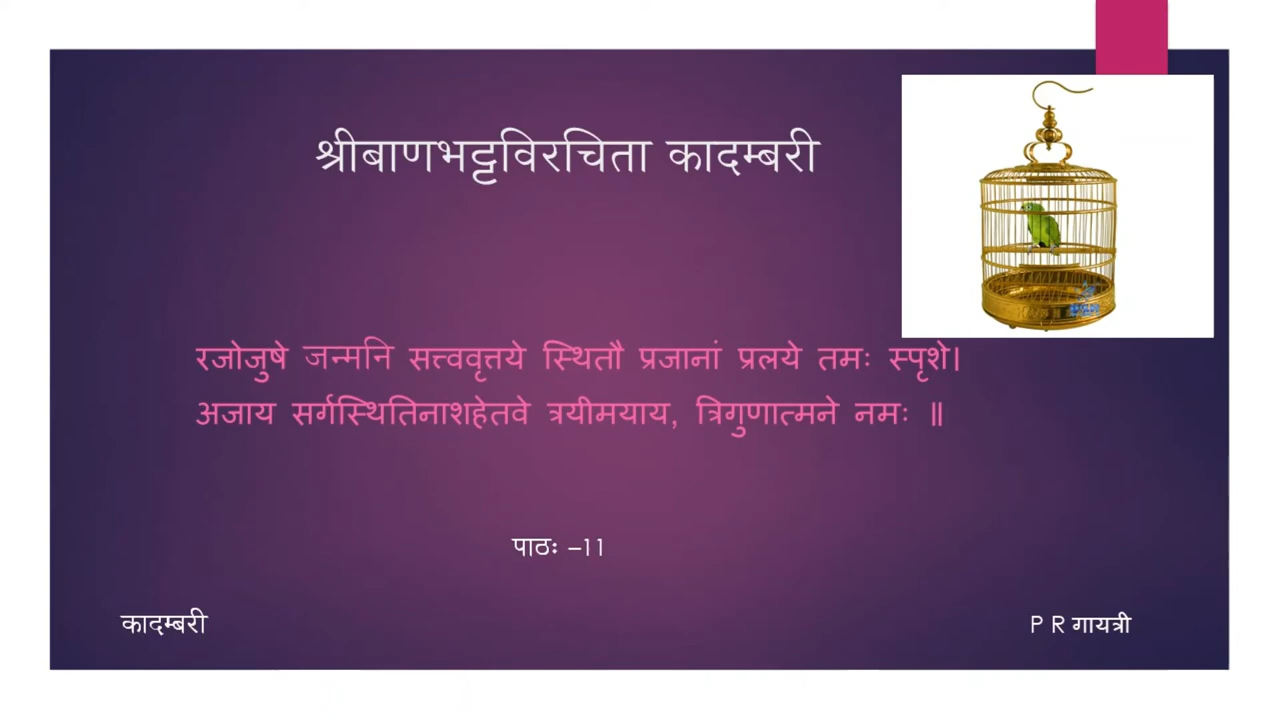 श्रीबाणभट्टविरचिता कादम्बरी
रजोजुषे जन्मनि सत्त्ववृत्तये स्थितौ प्रजानां प्रलये तमः स्पृशे।
अजाय सर्गस्थितिनाशहेतवे त्रयीमयाय, त्रिगुणात्मने नमः ॥
पाठः –11
कादम्बरी
P R गायत्री